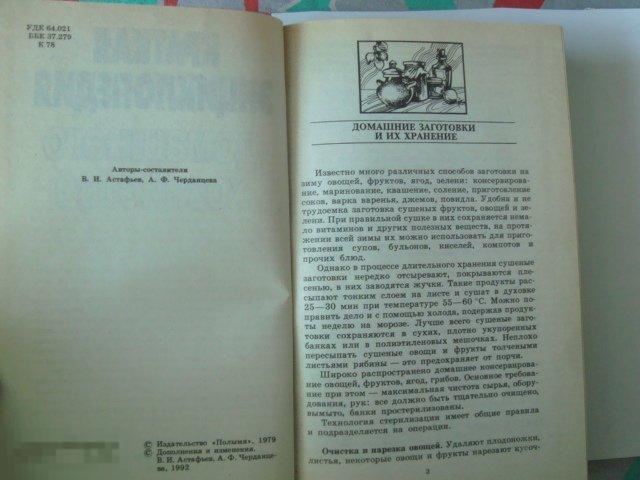 УДК 64.021
ББК 37.279
К 78
Авторы-составители
В. И. Астафьев, А. Ф. Черданцева
© Издательство «Полымя», 1979
© Дополнения и изменения.
В. И. Астафьев, А. Ф. Черданце-
ва, 1992
ДОМАШНИЕ ЗАГОТОВКИ
И ИХ ХРАНЕНИЕ
Известно много различных способов заготовки на
зиму овощей, фруктов, ягод, зелени: консервирова-
ние, маринование, квашение, соление, приготовление
соков, варка варенья, джемов, повидла. Удобна и не
трудоемка заготовка сушеных фруктов, овощей и зе-
лени. При правильной сушке в них сохраняется нема-
ло витаминов и других полезных веществ, на протя-
жении всей зимы их можно использовать для приго-
товления супов, бульонов, киселей, компотов и
прочих блюд.
Однако в процессе длительного хранения сушеные
заготовки нередко отсыревают, покрываются пле-
сенью, в них заводятся жучки. Такие продукты рас-
сыпают тонким слоем на листе и сушат в духовке
25—30 мин при температуре 55—60 °С. Можно по-
править дело и с помощью холода, подержав продук-
ты неделю на морозе. Лучше всего сушеные заго-
товки сохраняются в сухих, плотно укупоренных
банках или в полиэтиленовых мешочках. Неплохо
пересыпать сушеные овощи и фрукты толчеными
листьями рябины — это предохраняет от порчи.
Широко распространено домашнее консервирова-
ние овощей, фруктов, ягод, грибов. Основное требова-
ние при этом — максимальная чистота сырья, обору-
дования, рук: все должно быть тщательно очищено,
вымыто, банки простерилизованы.
Технология стерилизации имеет общие правила
и подразделяется на операции.
Очистка и нарезка овощей. Удаляют плодоножки,
листья, некоторые овощи и фрукты нарезают кусоч-
3